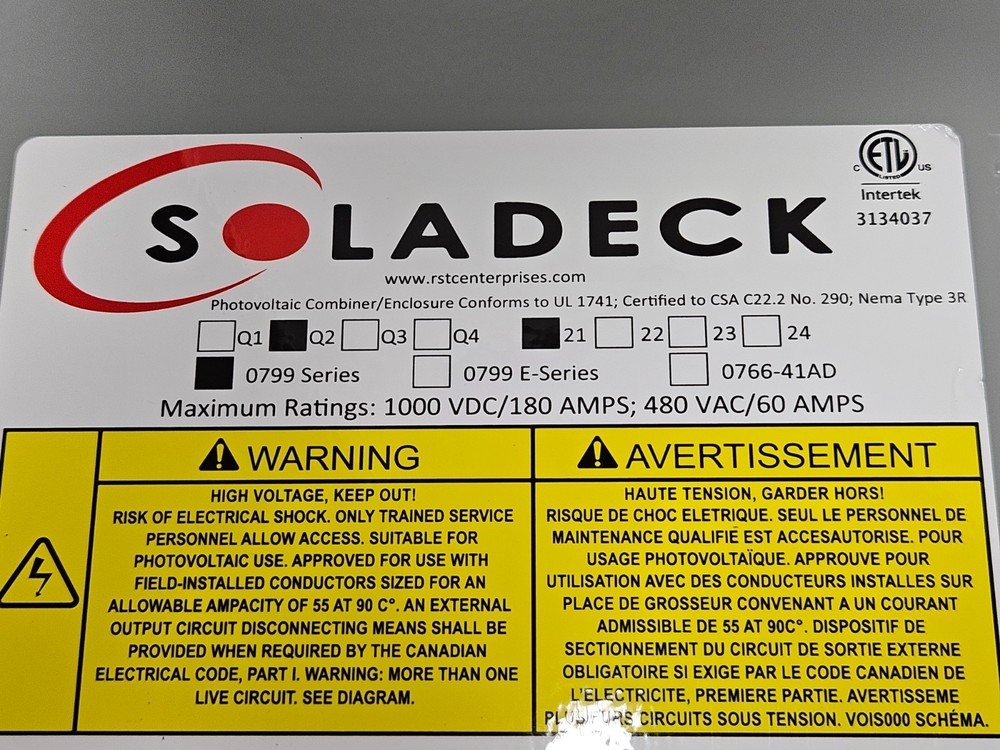 SOLADECK
C ETL US
LISTED
Intertek
3134037
www.rstcenterprises.com
Photovoltaic Combiner/Enclosure Conforms to UL 1741; Certified to CSA C22.2 No. 290; Nema Type 3R
Q1 Q2 Q3 Q4 21 22 23 24
0799 Series 0799 E-Series 0766-41AD
Maximum Ratings: 1000 VDC/180 AMPS; 480 VAC/60 AMPS
WARNING
HIGH VOLTAGE, KEEP OUT!
RISK OF ELECTRICAL SHOCK. ONLY TRAINED SERVICE
PERSONNEL ALLOW ACCESS. SUITABLE FOR
PHOTOVOLTAIC USE. APPROVED FOR USE WITH
FIELD-INSTALLED CONDUCTORS SIZED FOR AN
ALLOWABLE AMPACITY OF 55 AT 90 C°. AN EXTERNAL
OUTPUT CIRCUIT DISCONNECTING MEANS SHALL BE
PROVIDED WHEN REQUIRED BY THE CANADIAN
ELECTRICAL CODE, PART I. WARNING: MORE THAN ONE
LIVE CIRCUIT. SEE DIAGRAM.
AVERTISSEMENT
HAUTE TENSION, GARDER HORS!
RISQUE DE CHOC ELETRIQUE. SEUL LE PERSONNEL DE
MAINTENANCE QUALIFIË EST ACCESAUTORISE. POUR
USAGE PHOTOVOLTAÏQUE. APPROUVE POUR
UTILISATION AVEC DES CONDUCTEURS INSTALLES SUR
PLACE DE GROSSEUR CONVENANT A UN COURANT
ADMISSIBLE DE 55 AT 90C°. DISPOSITIF DE
SECTIONNEMENT DU CIRCUIT DE SORTIE EXTERNE
OBLIGATOIRE SI EXIGE PAR LE CODE CANADIEN DE
L'ELECTRICITE, PREMIERE PARTIE. AVERTISSEME
PLUSIEURS CIRCUITS SOUS TENSION. VOIS000 SCHÉMA.